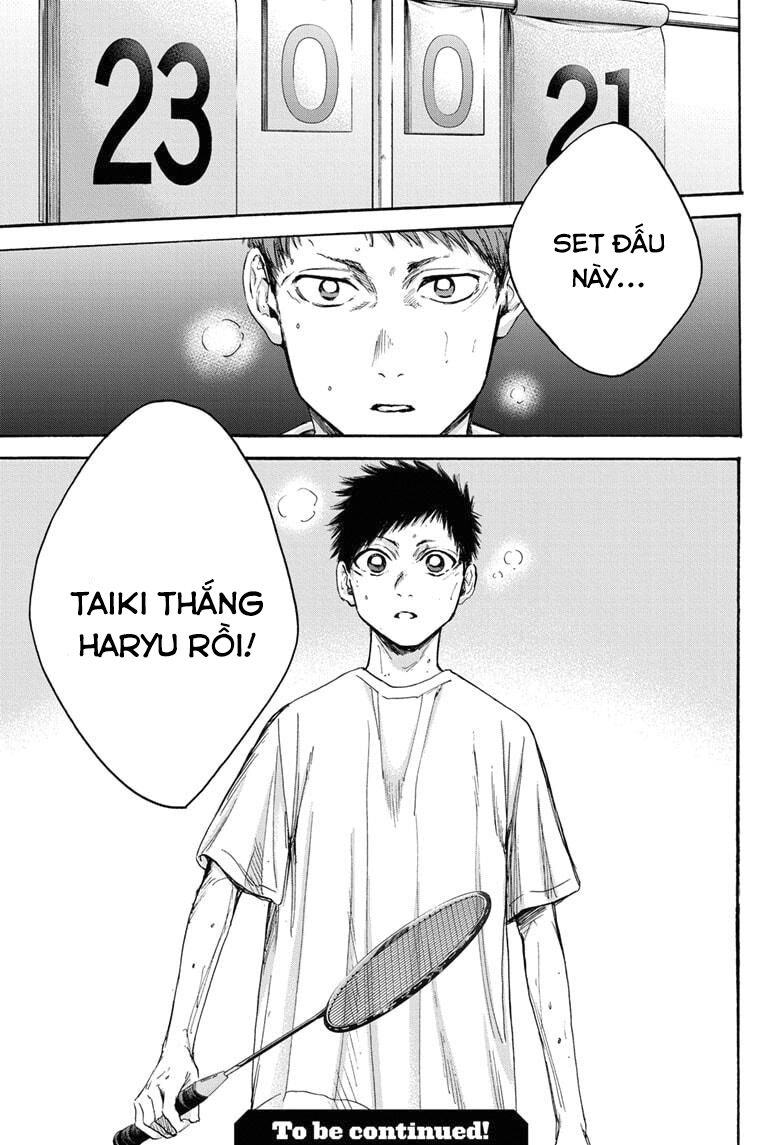 23 0 0 21
SET ĐẤU
NÀY...
TAIKI THẮNG
HARYU RỒI!
To be continued!